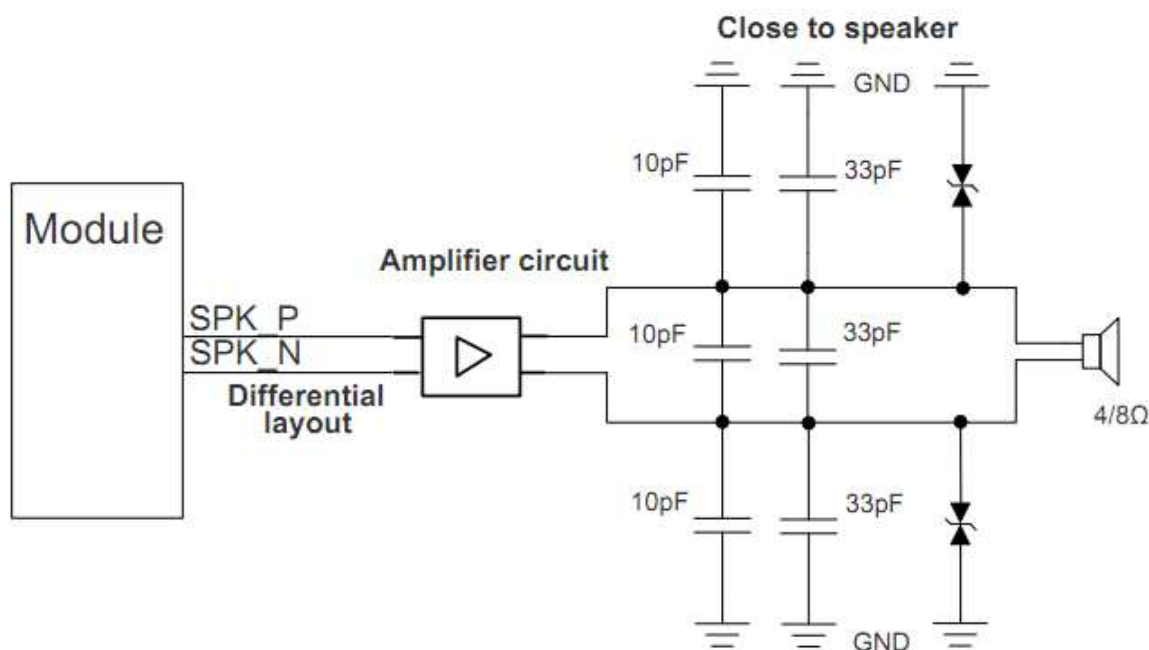 Close to speaker
GND
10pF
33pF
Module
Amplifier circuit
SPK_P
10pF
33pF
SPK_N
Differential
layout
4/8Ω
10pF
33pF
GND